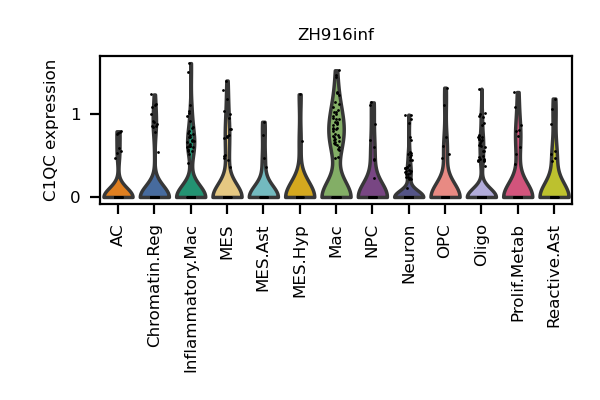 ZH916inf
C1QC expression
1
0
AC
Chromatin.Reg
Inflammatory.Mac
MES
MES.Ast
MES.Hyp
Mac
NPC
Neuron
OPC
Oligo
Prolif.Metab
Reactive.Ast